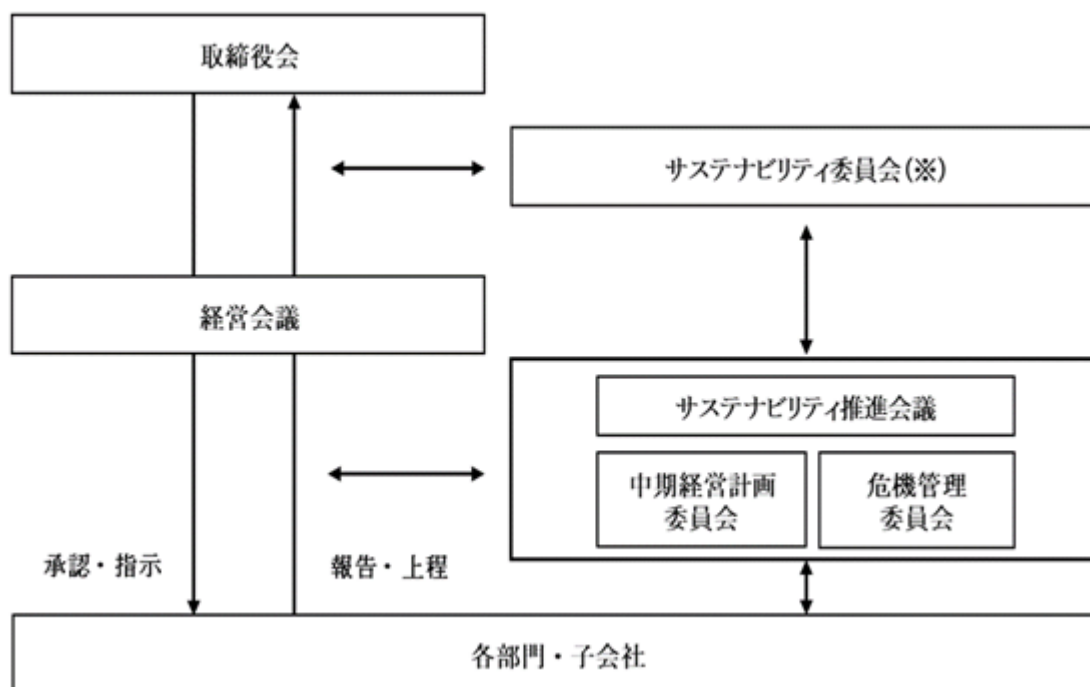 取締役会
サステナビリティ委員会(※)
経営会議
サステナビリティ推進会議
中期経営計画
委員会
危機管理
委員会
承認・指示
報告・上程
各部門・子会社